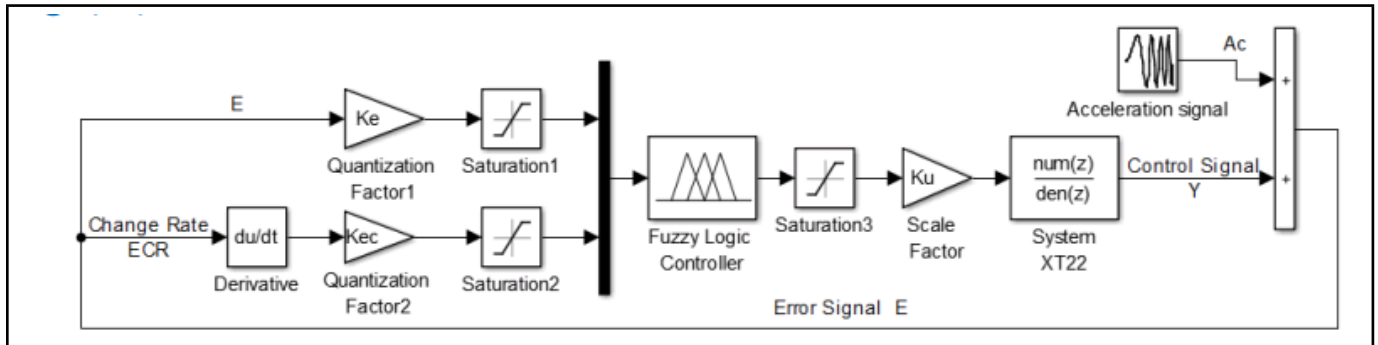 Ac
+
Acceleration signal
E
Ke
Quantization
Factor1
Saturation1
Change Rate
ECR
du/dt
Derivative
Kec
Quantization
Factor2
Saturation2
Fuzzy Logic
Controller
Saturation3
Ku
Scale
Factor
num(z)
den(z)
System
XT22
Control Signal
Y
+
Error Signal E